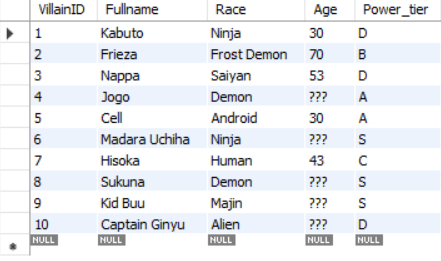 VillainID Fullname Race Age Power_tier
1 Kabuto Ninja 30 D
2 Frieza Frost Demon 70 B
3 Nappa Saiyan 53 D
4 Jogo Demon ??? A
5 Cell Android 30 A
6 Madara Uchiha Ninja ??? S
7 Hisoka Human 43 C
8 Sukuna Demon ??? S
9 Kid Buu Majin ??? S
10 Captain Ginyu Alien ??? D
NULL NULL NULL NULL NULL